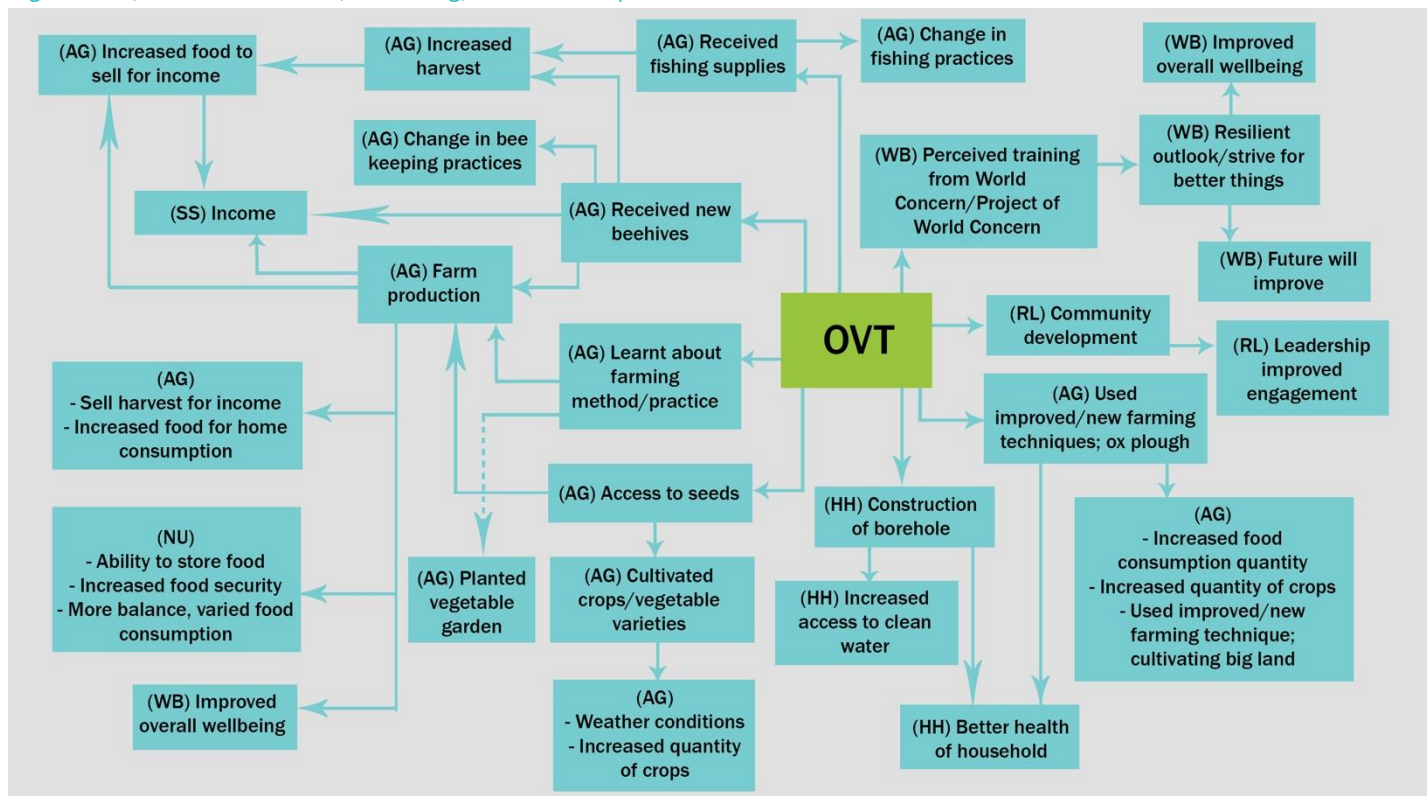 (AG) Increased food to
sell for income
(AG) Increased
harvest
(AG) Received
fishing supplies
(AG) Change in
fishing practices
(WB) Improved
overall wellbeing
(AG) Change in bee
keeping practices
(WB) Perceived training
from World
Concern/Project of
World Concern
(WB) Resilient
outlook/strive for
better things
(SS) Income
(AG) Received new
beehives
(WB) Future will
improve
(AG) Farm
production
OVT
(RL) Community
development
(RL) Leadership
improved
engagement
(AG) Learnt about
farming
method/practice
(AG)
- Sell harvest for income
- Increased food for home
consumption
(AG) Used
improved/new farming
techniques; ox plough
(AG) Access to seeds
(HH) Construction
of borehole
(NU)
- Ability to store food
- Increased food security
- More balance, varied food
consumption
(AG) Planted
vegetable
garden
(AG) Cultivated
crops/vegetable
varieties
(HH) Increased
access to clean
water
(AG)
- Increased food
consumption quantity
- Increased quantity of crops
- Used improved/new
farming technique;
cultivating big land
(WB) Improved
overall wellbeing
(AG)
- Weather conditions
- Increased quantity
of crops
(HH) Better health
of household